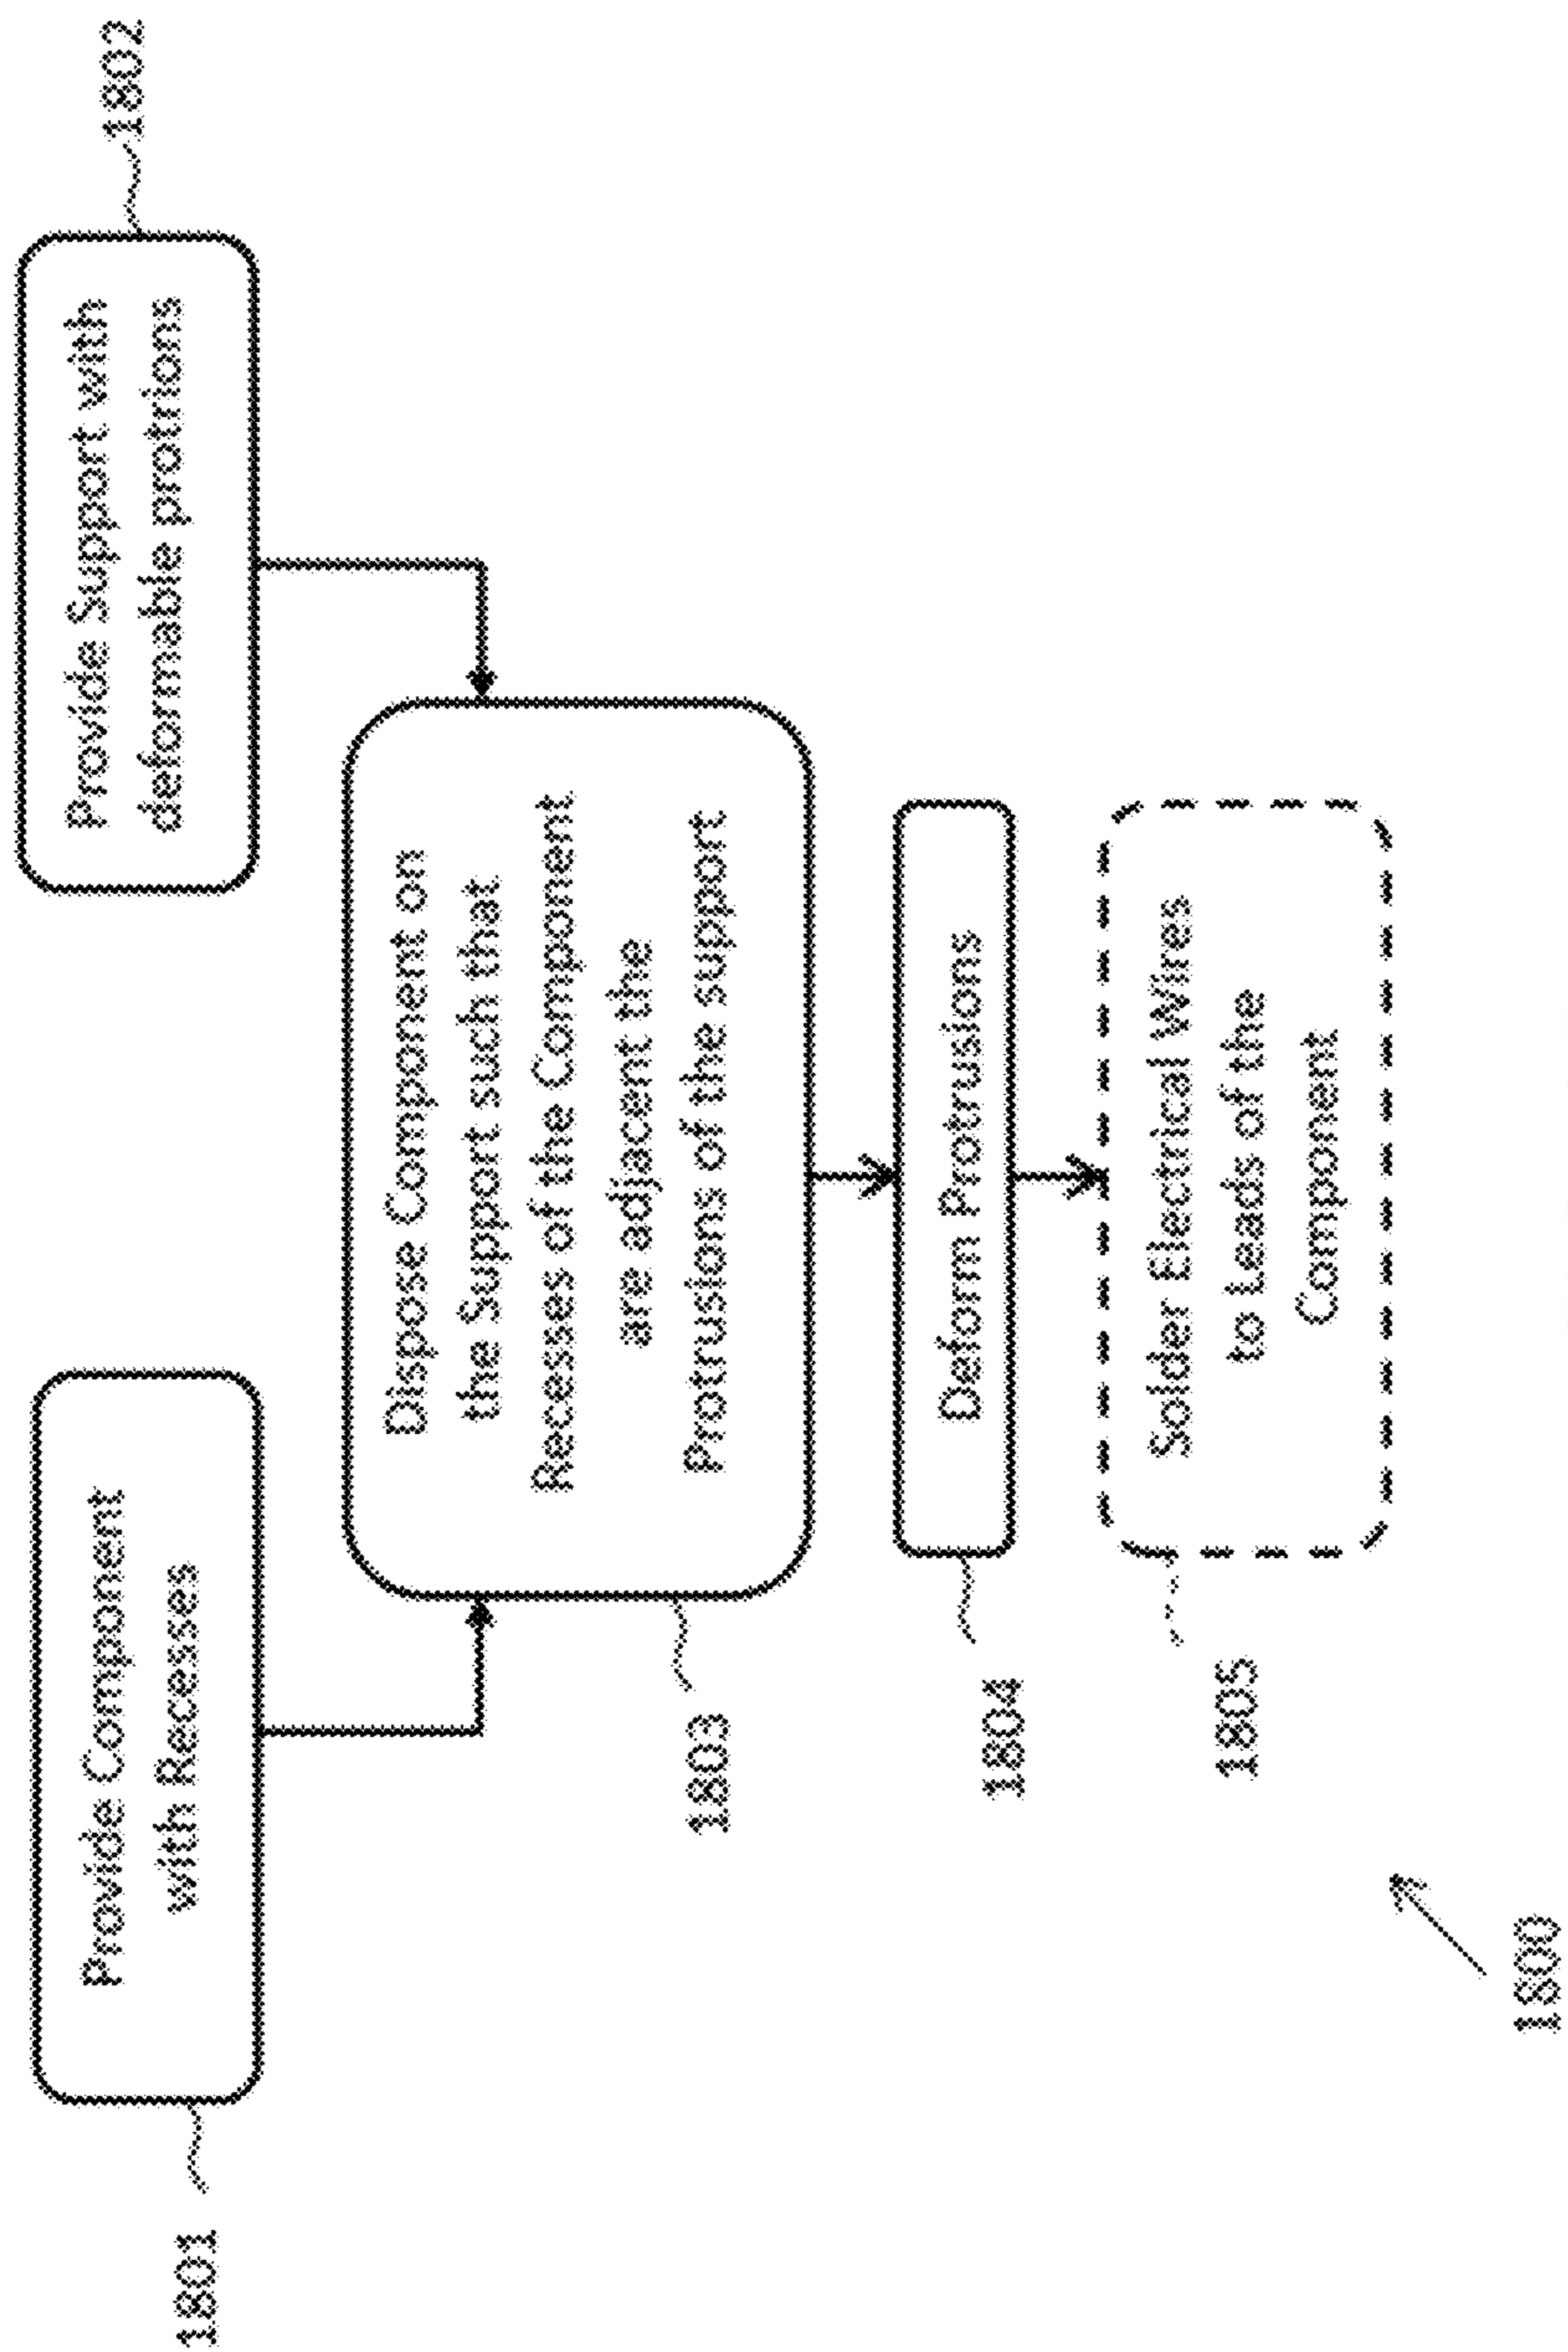 1801
Provide Component
with Recesses
Provide Support with
deformable protrions
1802
Dispose Component on
the Support such that
Recesses of the Component
are adjacent the
Protrusions of the support
1803
Deform Protrusions
1804
Solder Electrical Wires
to Leads of the
Component
1805
1800